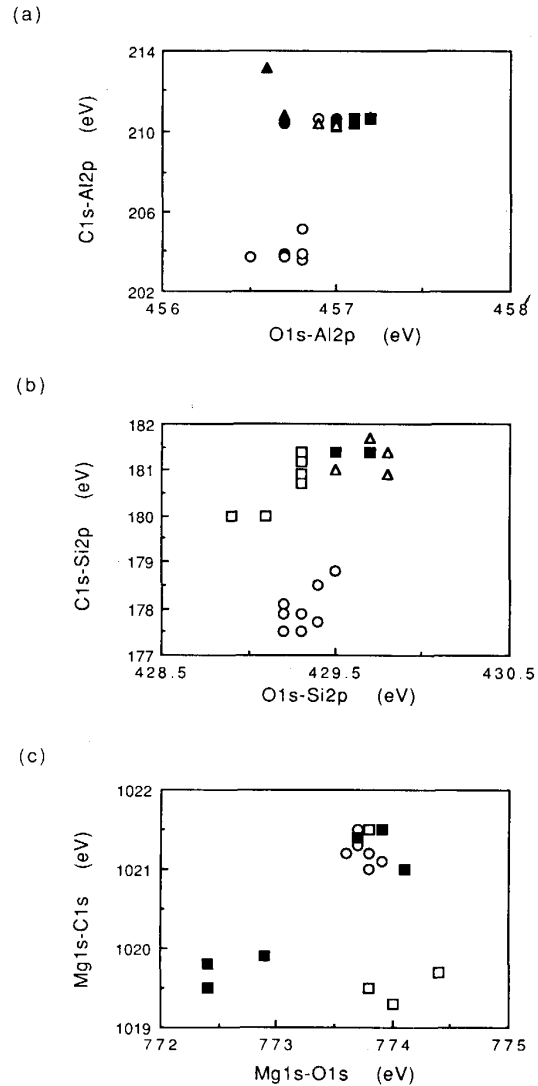 (a)
214
210
206
202
C1s-Al2p (eV)
456
457
458
O1s-Al2p (eV)
(b)
182
181
180
179
178
177
C1s-Si2p (eV)
428.5
429.5
430.5
O1s-Si2p (eV)
(c)
1022
1021
1020
1019
Mg1s-C1s (eV)
772
773
774
775
Mg1s-O1s (eV)